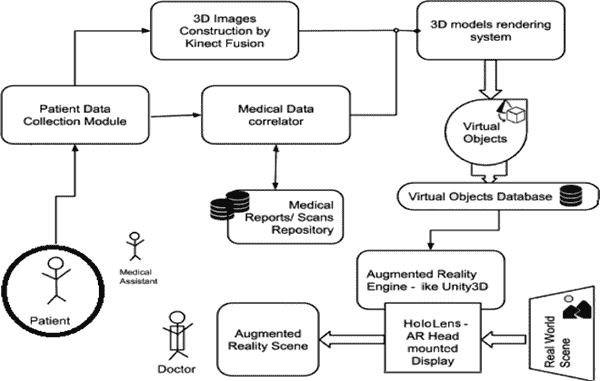 3D Images
Construction by
Kinect Fusion
3D models rendering
system
Patient Data
Collection Module
Medical Data
correlator
Virtual
Objects
Medical
Reports/ Scans
Repository
Virtual Objects Database
Medical
Assistant
Patient
Augmented Reality
Engine - ike Unity3D
HoloLens -
AR Head
mounted
Display
Real World
Scene
Augmented
Reality Scene
Doctor